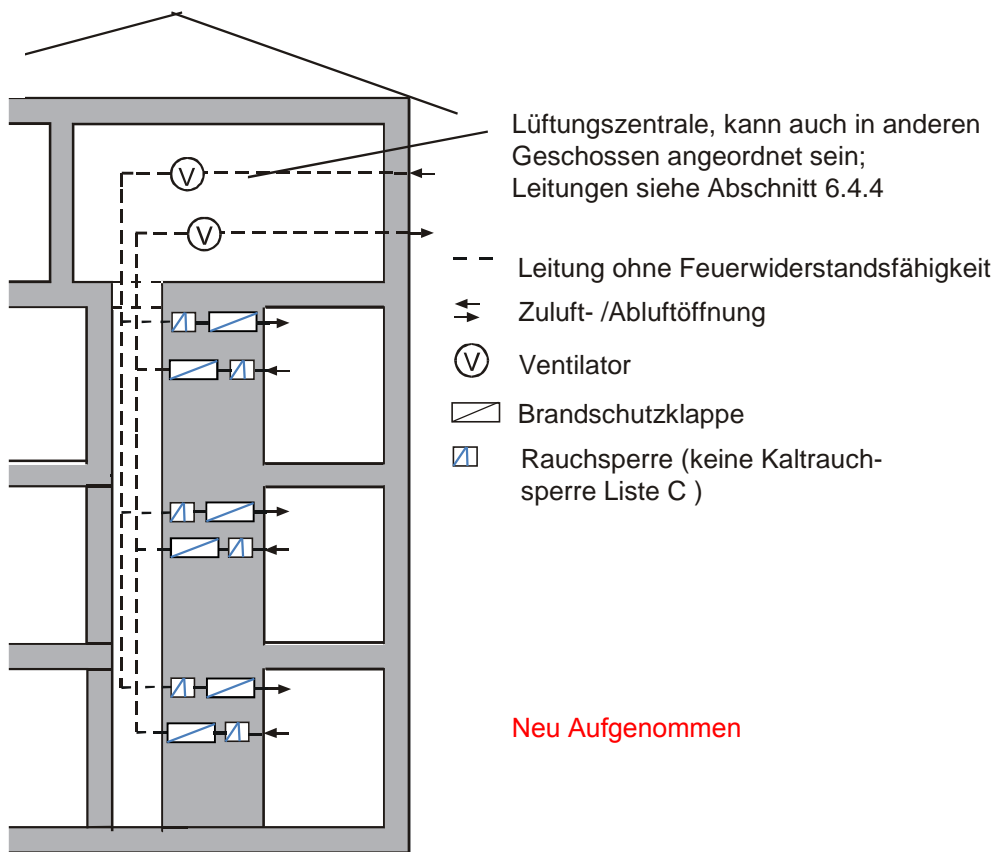 Lüftungszentrale, kann auch in anderen
Geschossen angeordnet sein;
Leitungen siehe Abschnitt 6.4.4
V
V
Leitung ohne Feuerwiderstandsfähigkeit
Zuluft- /Abluftöffnung
V Ventilator
Brandschutzklappe
Rauchsperre (keine Kaltrauch-
sperre Liste C )
Neu Aufgenommen